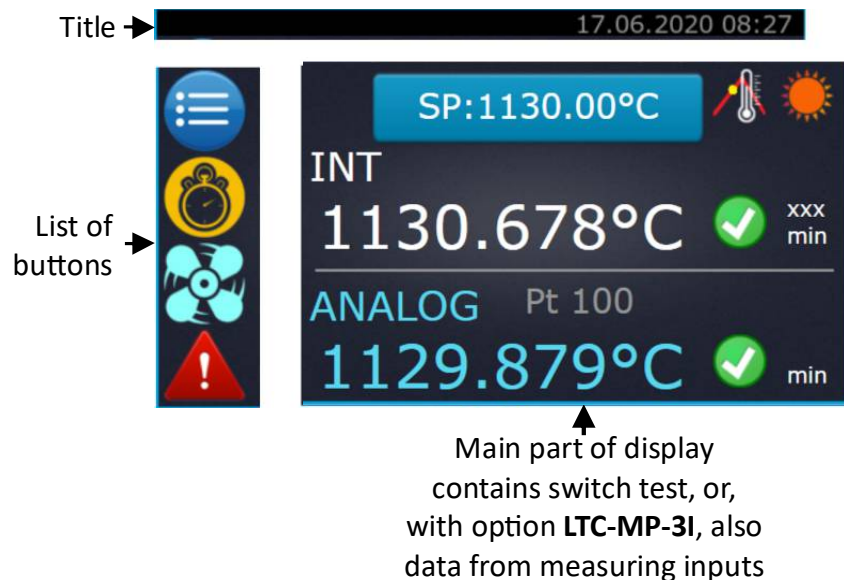 Title
17.06.2020 08:27
SP:1130.00°C
INT
1130.678°C
xxx
min
List of
buttons
ANALOG Pt 100
1129.879°C
min
Main part of display
contains switch test, or,
with option LTC-MP-3I, also
data from measuring inputs